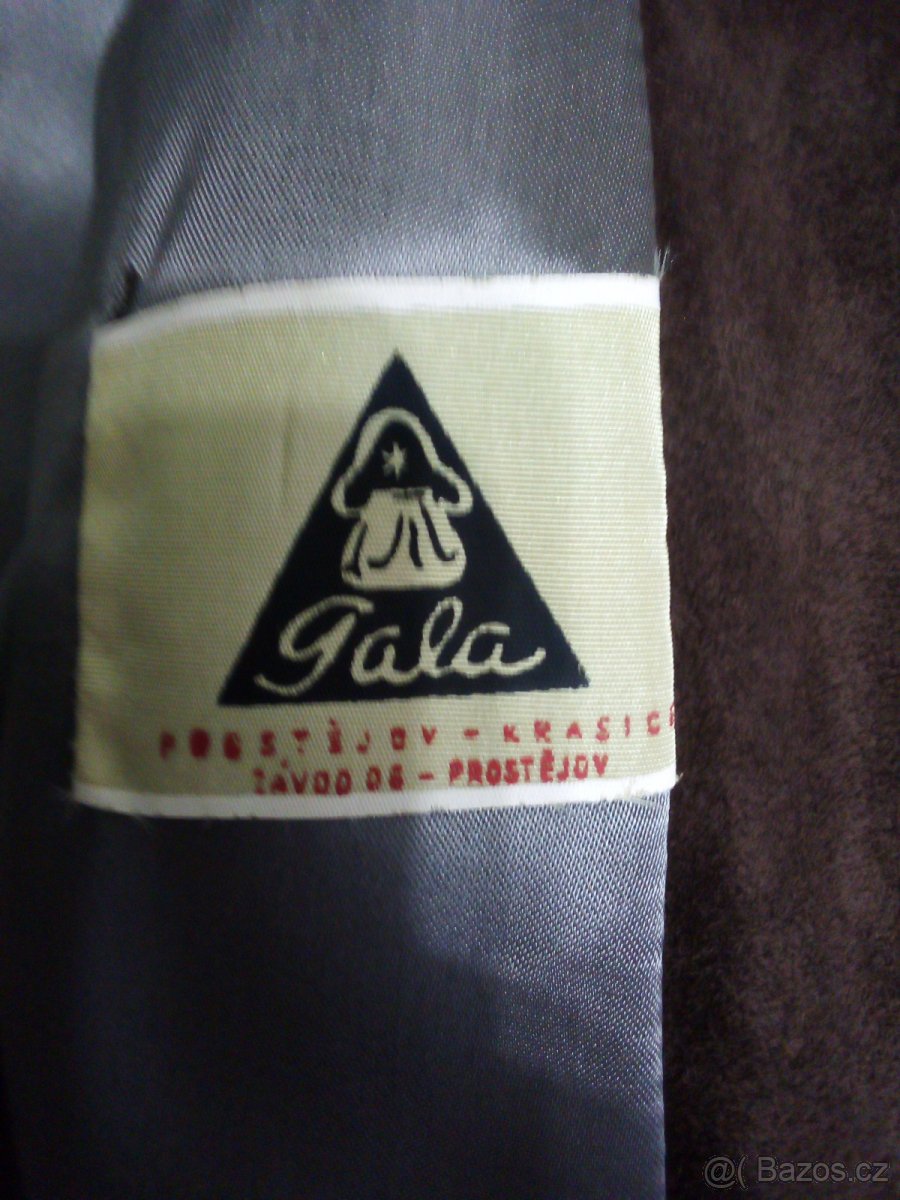 Gala
PROSTĚJOV - KRASICE
ZÁVOD 06 - PROSTĚJOV
@( Bazos.cz